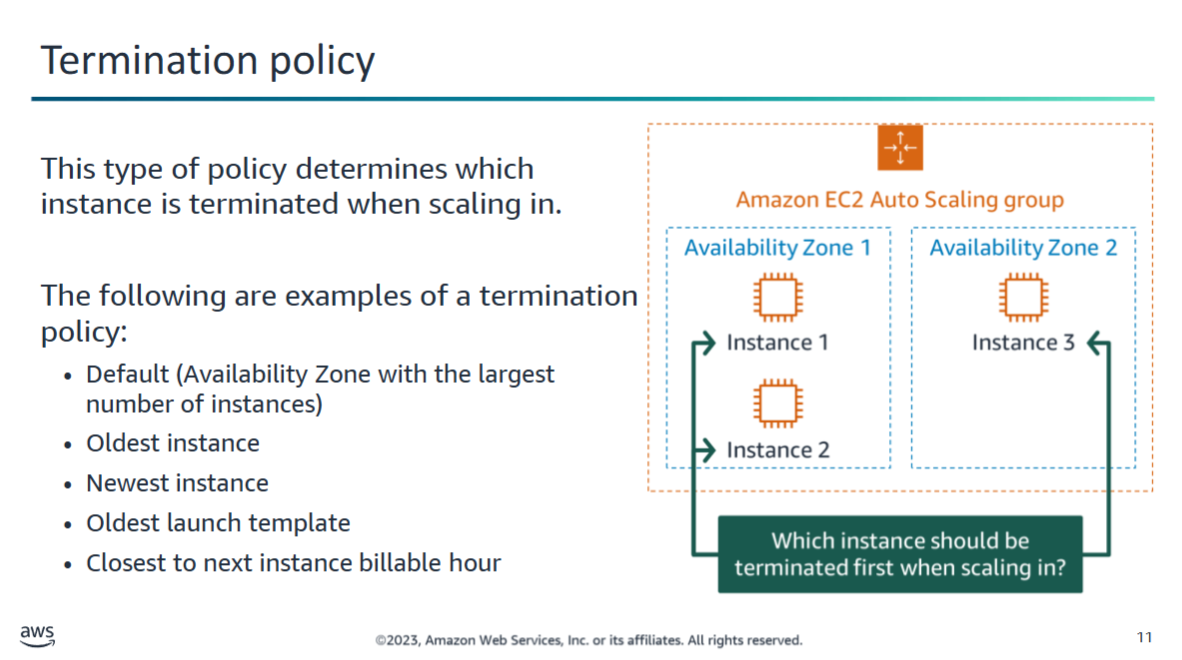 Termination policy
This type of policy determines which
instance is terminated when scaling in.
The following are examples of a termination
policy:
• Default (Availability Zone with the largest
number of instances)
• Oldest instance
• Newest instance
• Oldest launch template
• Closest to next instance billable hour
Amazon EC2 Auto Scaling group
Availability Zone 1
Instance 1
Instance 2
Availability Zone 2
Instance 3
Which instance should be
terminated first when scaling in?
aws
©2023, Amazon Web Services, Inc. or its affiliates. All rights reserved.
11